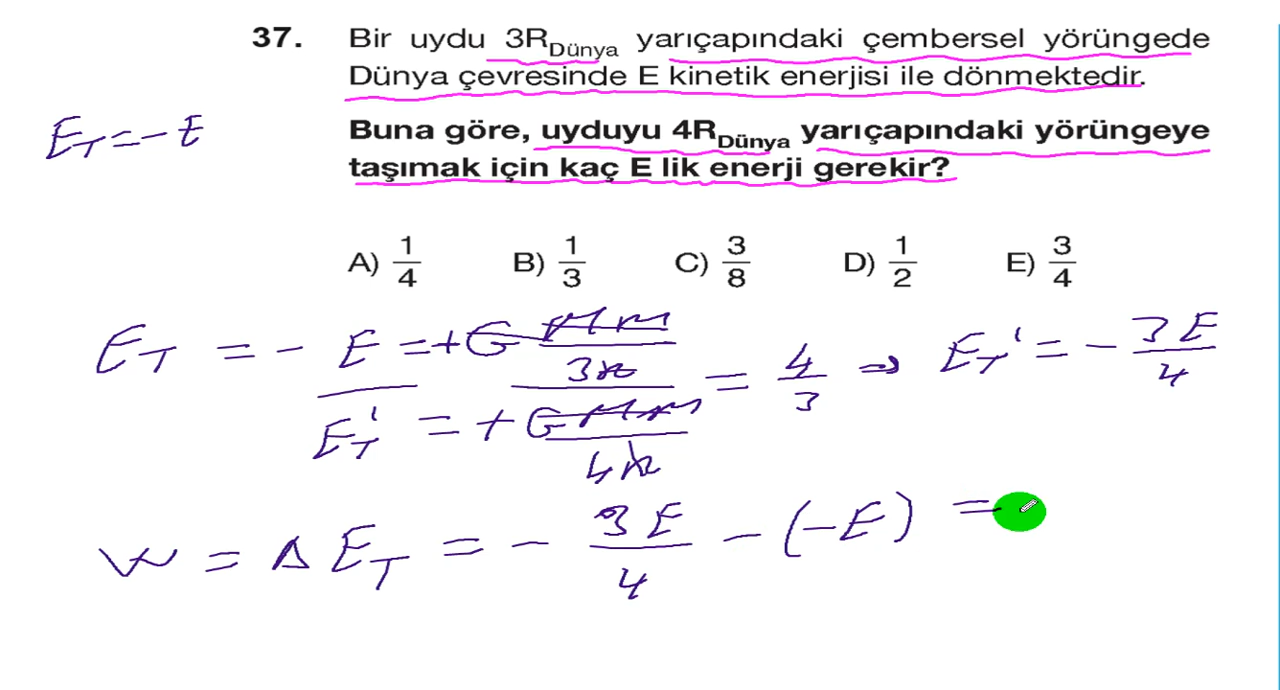 37. Bir uydu 3R_Dünya yarıçapındaki çembersel yörüngede
Dünya çevresinde E kinetik enerjisi ile dönmektedir.
E_T = - E
Buna göre, uyduyu 4R_Dünya yarıçapındaki yörüngeye
taşımak için kaç E lik enerji gerekir?
A) 1/4 B) 1/3 C) 3/8 D) 1/2 E) 3/4
E_T = - E = + G Mm / 3R
E_T' = + G Mm / 4R
= 4/3 ⇒ E_T' = - 3E/4
W = Δ E_T = - 3E/4 - (-E) =